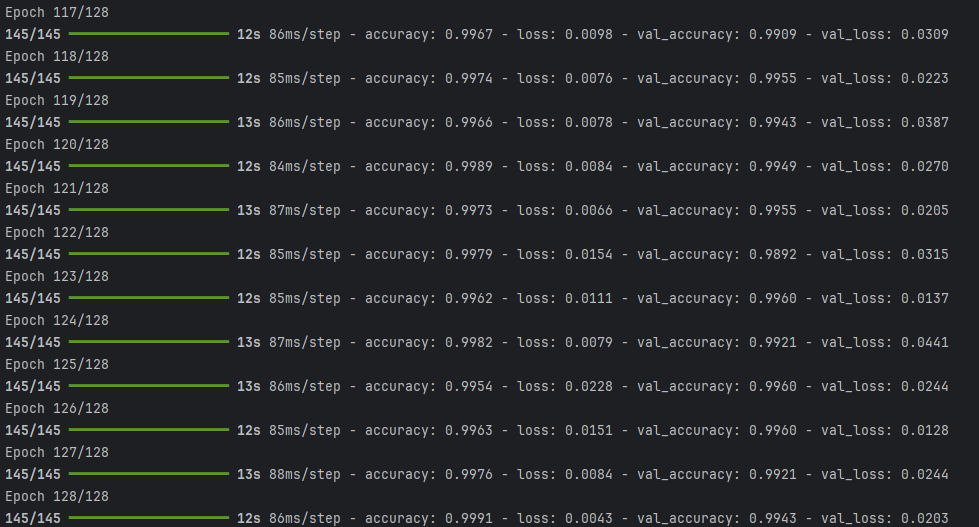 Epoch 117/128
145/145 12s 86ms/step - accuracy: 0.9967 - loss: 0.0098 - val_accuracy: 0.9909 - val_loss: 0.0309
Epoch 118/128
145/145 12s 85ms/step - accuracy: 0.9974 - loss: 0.0076 - val_accuracy: 0.9955 - val_loss: 0.0223
Epoch 119/128
145/145 13s 86ms/step - accuracy: 0.9966 - loss: 0.0078 - val_accuracy: 0.9943 - val_loss: 0.0387
Epoch 120/128
145/145 12s 84ms/step - accuracy: 0.9989 - loss: 0.0084 - val_accuracy: 0.9949 - val_loss: 0.0270
Epoch 121/128
145/145 13s 87ms/step - accuracy: 0.9973 - loss: 0.0066 - val_accuracy: 0.9955 - val_loss: 0.0205
Epoch 122/128
145/145 12s 85ms/step - accuracy: 0.9979 - loss: 0.0154 - val_accuracy: 0.9892 - val_loss: 0.0315
Epoch 123/128
145/145 12s 85ms/step - accuracy: 0.9962 - loss: 0.0111 - val_accuracy: 0.9960 - val_loss: 0.0137
Epoch 124/128
145/145 13s 87ms/step - accuracy: 0.9982 - loss: 0.0079 - val_accuracy: 0.9921 - val_loss: 0.0441
Epoch 125/128
145/145 13s 86ms/step - accuracy: 0.9954 - loss: 0.0228 - val_accuracy: 0.9960 - val_loss: 0.0244
Epoch 126/128
145/145 12s 85ms/step - accuracy: 0.9963 - loss: 0.0151 - val_accuracy: 0.9960 - val_loss: 0.0128
Epoch 127/128
145/145 13s 88ms/step - accuracy: 0.9976 - loss: 0.0084 - val_accuracy: 0.9921 - val_loss: 0.0244
Epoch 128/128
145/145 12s 86ms/step - accuracy: 0.9991 - loss: 0.0043 - val_accuracy: 0.9943 - val_loss: 0.0203